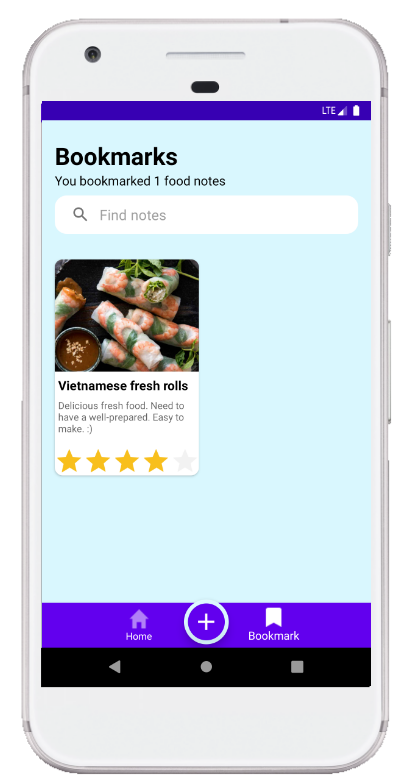 LTE
Bookmarks
You bookmarked 1 food notes
Find notes
Vietnamese fresh rolls
Delicious fresh food. Need to
have a well-prepared. Easy to
make. :)
Home
Bookmark